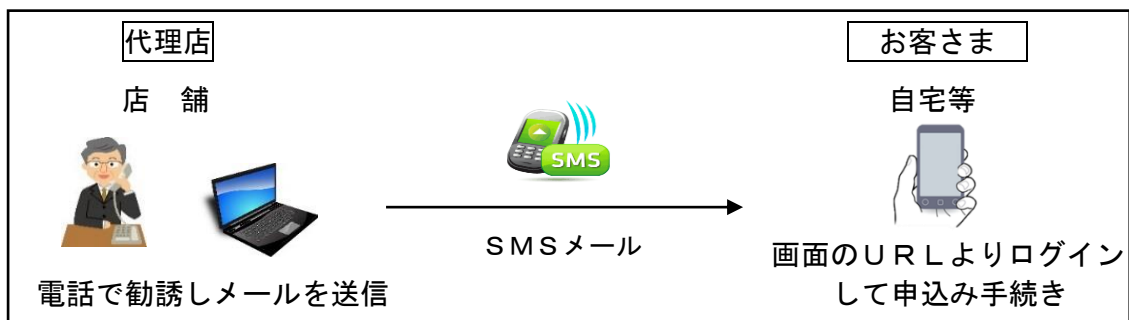 代理店
店　舗
電話で勧誘しメールを送信
SMS
ＳＭＳメール
お客さま
自宅等
画面のＵＲＬよりログイン
して申込み手続き